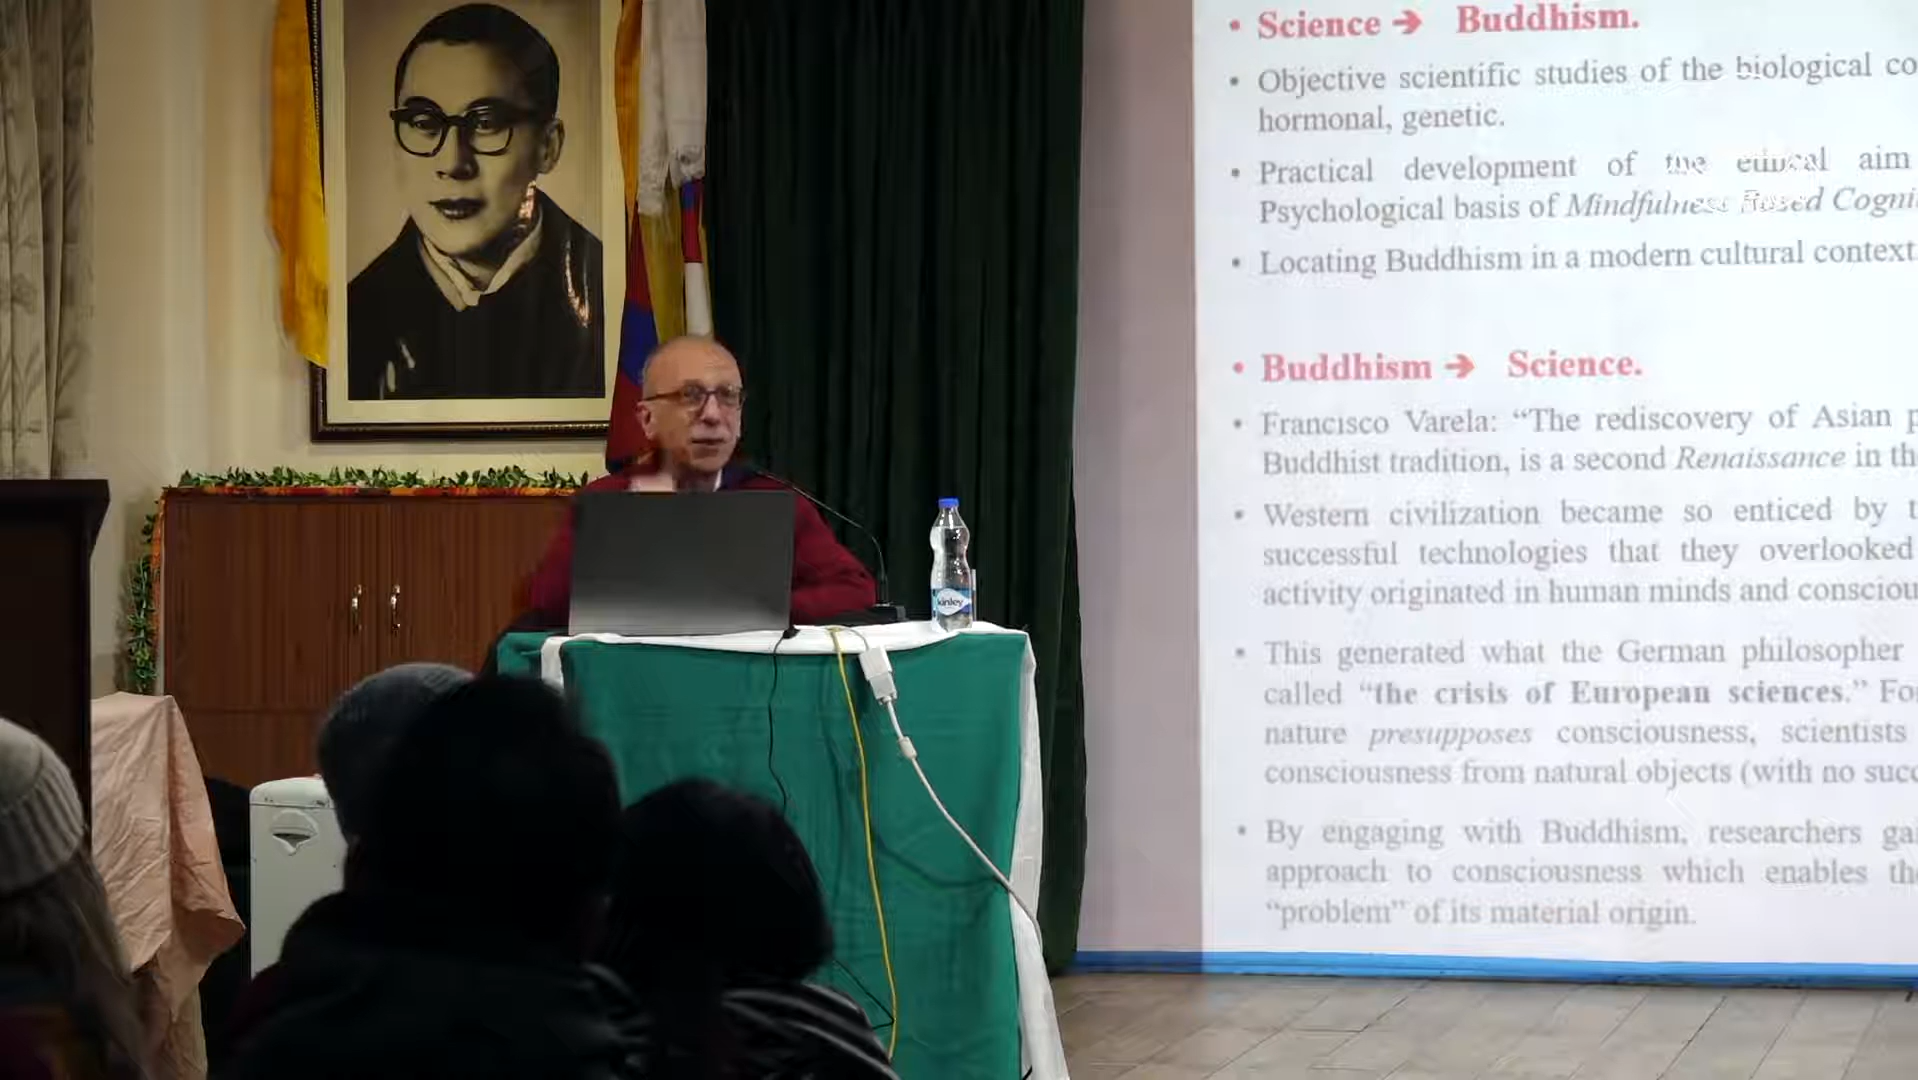 • Science → Buddhism.
• Objective scientific studies of the biological co
hormonal, genetic.
• Practical development of the ethical aim
Psychological basis of Mindfulness Based Cogni
• Locating Buddhism in a modern cultural context.
• Buddhism → Science.
• Francisco Varela: “The rediscovery of Asian p
Buddhist tradition, is a second Renaissance in th
• Western civilization became so enticed by t
successful technologies that they overlooked
activity originated in human minds and consciou
• This generated what the German philosopher
called “the crisis of European sciences.” Fo
nature presupposes consciousness, scientists
consciousness from natural objects (with no succ
• By engaging with Buddhism, researchers gai
approach to consciousness which enables the
“problem” of its material origin.
kinley